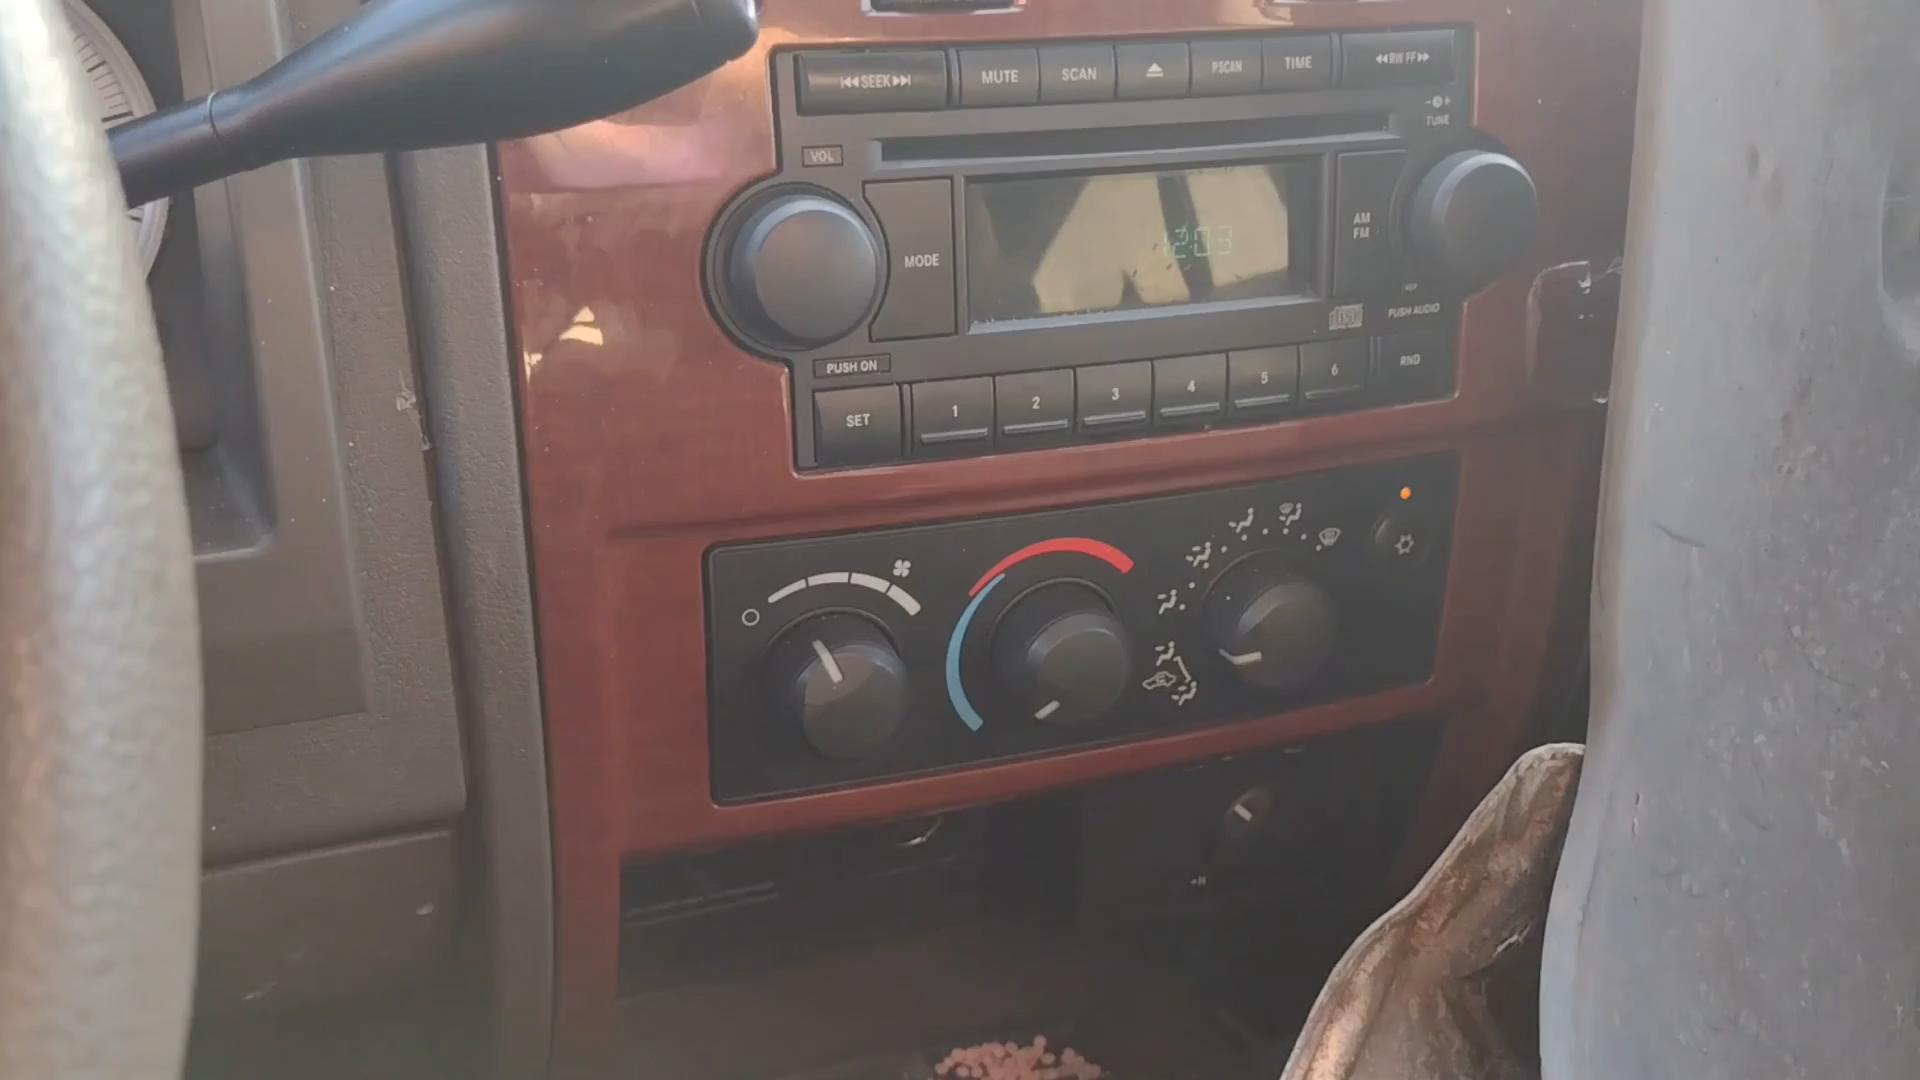 SEEK
MUTE
SCAN
P.SCAN
TIME
RW FF
TUNE
VOL
MODE
12:03
AM
FM
PUSH AUDIO
PUSH ON
SET
1
2
3
4
5
6
RND